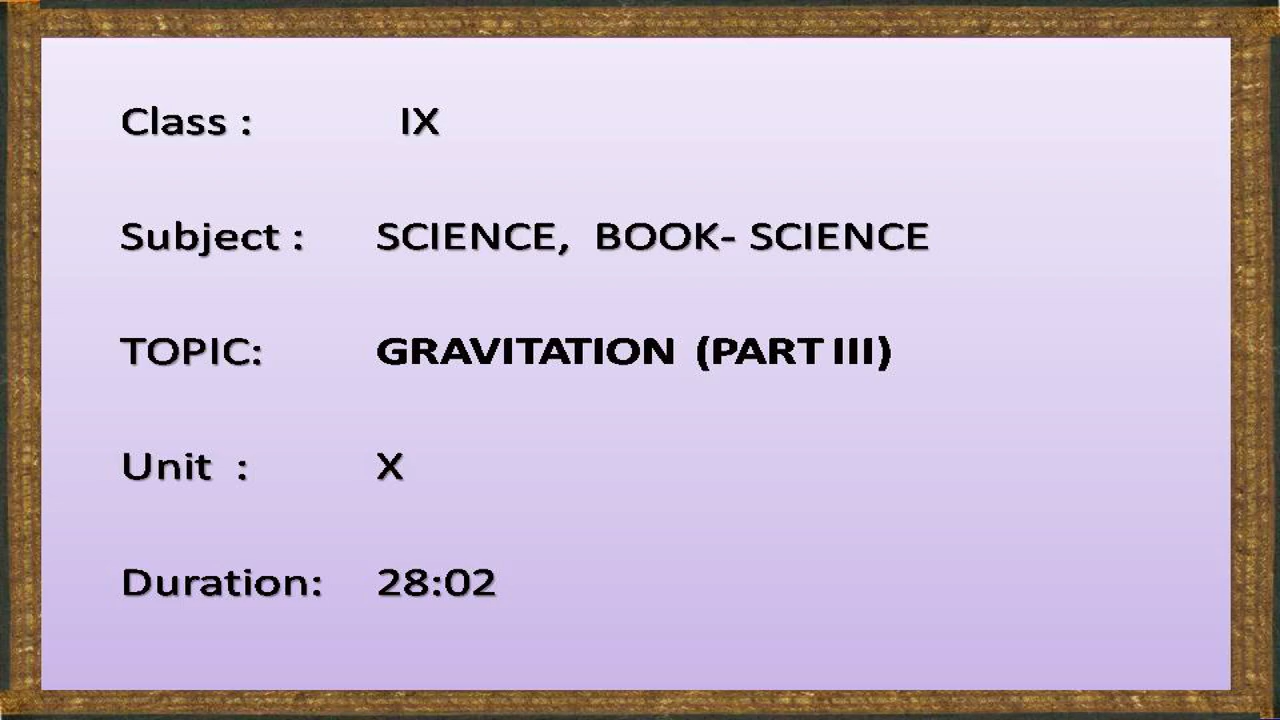 Class : IX
Subject : SCIENCE, BOOK- SCIENCE
TOPIC: GRAVITATION (PART III)
Unit : X
Duration: 28:02